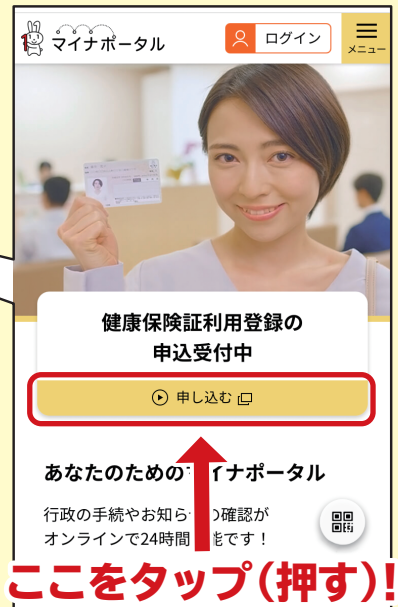 マイナポータル
ログイン
メニュー
健康保険証利用登録の
申込受付中
申し込む
あなたのための イナポータル
行政の手続やお知ら の確認が
オンラインで24時間 能です！
ここをタップ（押す）！